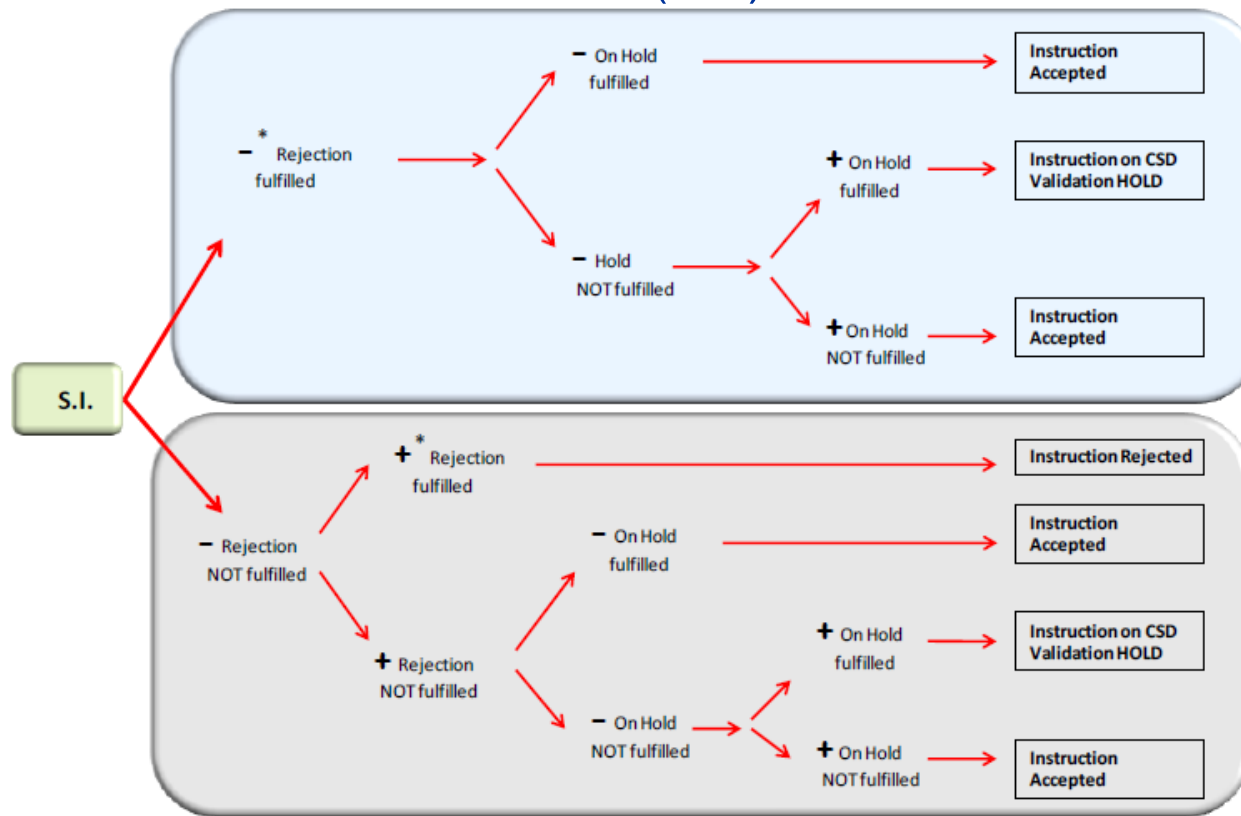 − On Hold
fulfilled
Instruction
Accepted
−* Rejection
fulfilled
+ On Hold
fulfilled
Instruction on CSD
Validation HOLD
− Hold
NOT fulfilled
+ On Hold
NOT fulfilled
Instruction
Accepted
S.I.
+* Rejection
fulfilled
Instruction Rejected
− Rejection
NOT fulfilled
− On Hold
fulfilled
Instruction
Accepted
+ Rejection
NOT fulfilled
+ On Hold
fulfilled
Instruction on CSD
Validation HOLD
− On Hold
NOT fulfilled
+ On Hold
NOT fulfilled
Instruction
Accepted